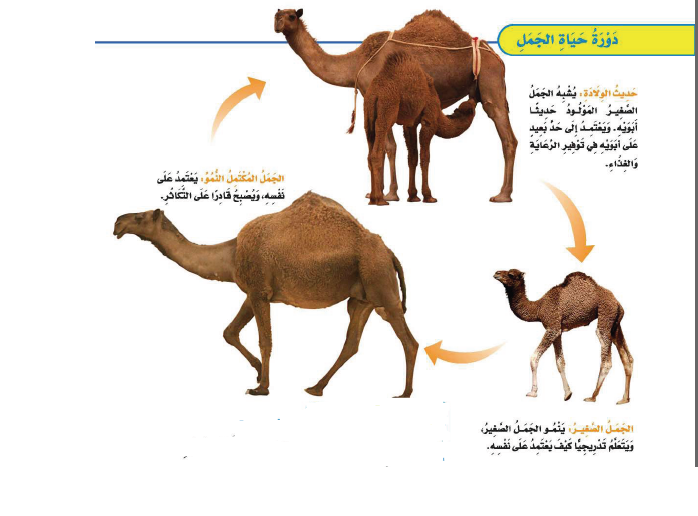 دَوْرَةُ حَيَاةِ الجَمَلِ
حَدِيثُ الوِلَادَةِ: يُشْبِهُ الجَمَلُ
الصَّغِيرُ المَوْلُودُ حَدِيثًا
أَبَوَيْهِ. وَيَعْتَمِدُ إِلَى حَدٍّ بَعِيدٍ
عَلَى أَبَوَيْهِ فِي تَوْفِيرِ الرِّعَايَةِ
وَالغِذَاءِ.
الجَمَلُ الصَّغِيرُ: يَنْمُو الجَمَلُ الصَّغِيرُ،
وَيَتَعَلَّمُ تَدْرِيجِيًّا كَيْفَ يَعْتَمِدُ عَلَى نَفْسِهِ.
الجَمَلُ المُكْتَمِلُ النُّمُوِّ: يَعْتَمِدُ عَلَى
نَفْسِهِ، وَيُصْبِحُ قَادِرًا عَلَى التَّكَاثُرِ.